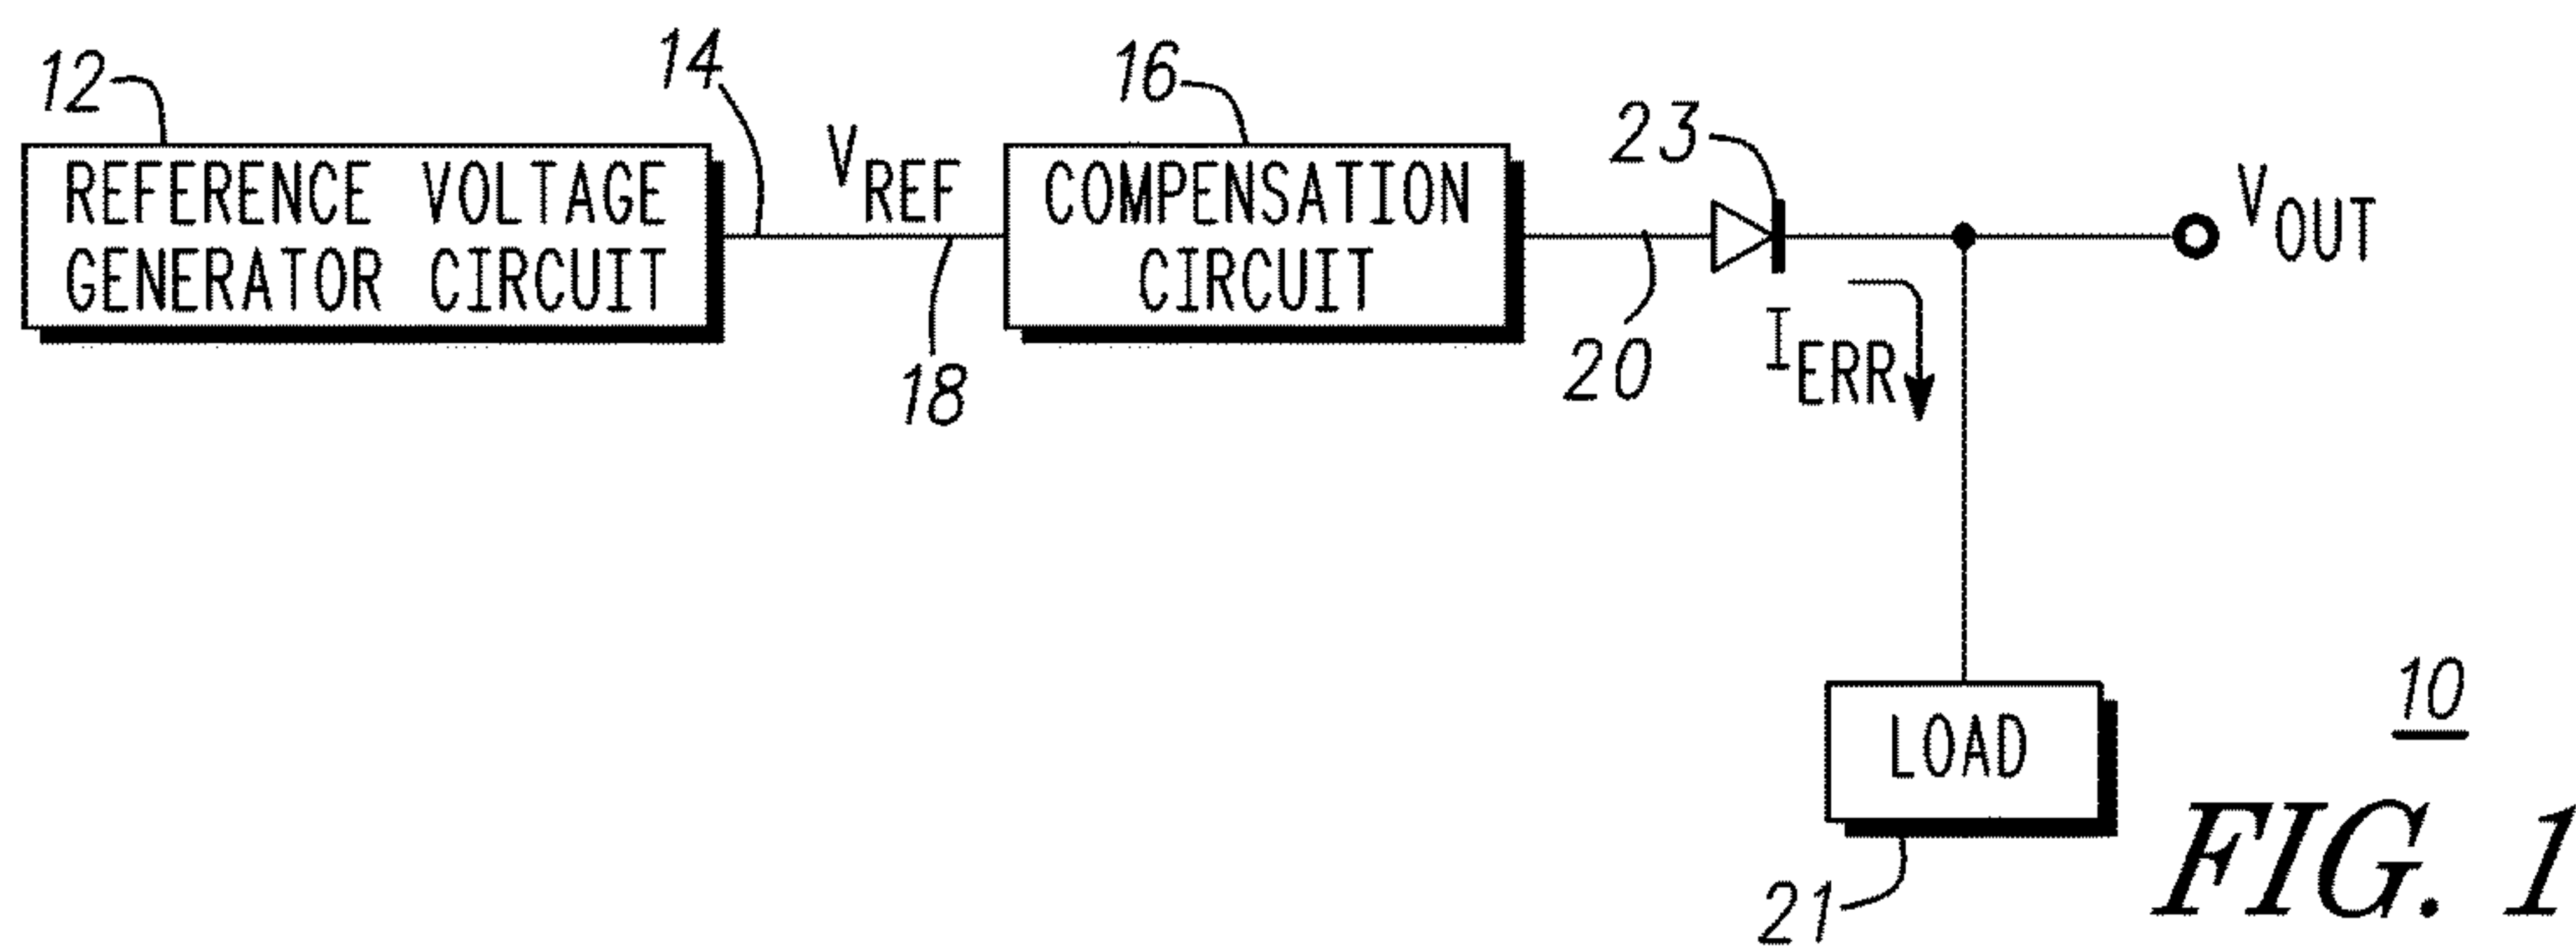 12
14
16
23
REFERENCE VOLTAGE
GENERATOR CIRCUIT
VREF
COMPENSATION
CIRCUIT
VOUT
18
20
IERR
LOAD
21
10
FIG. 1